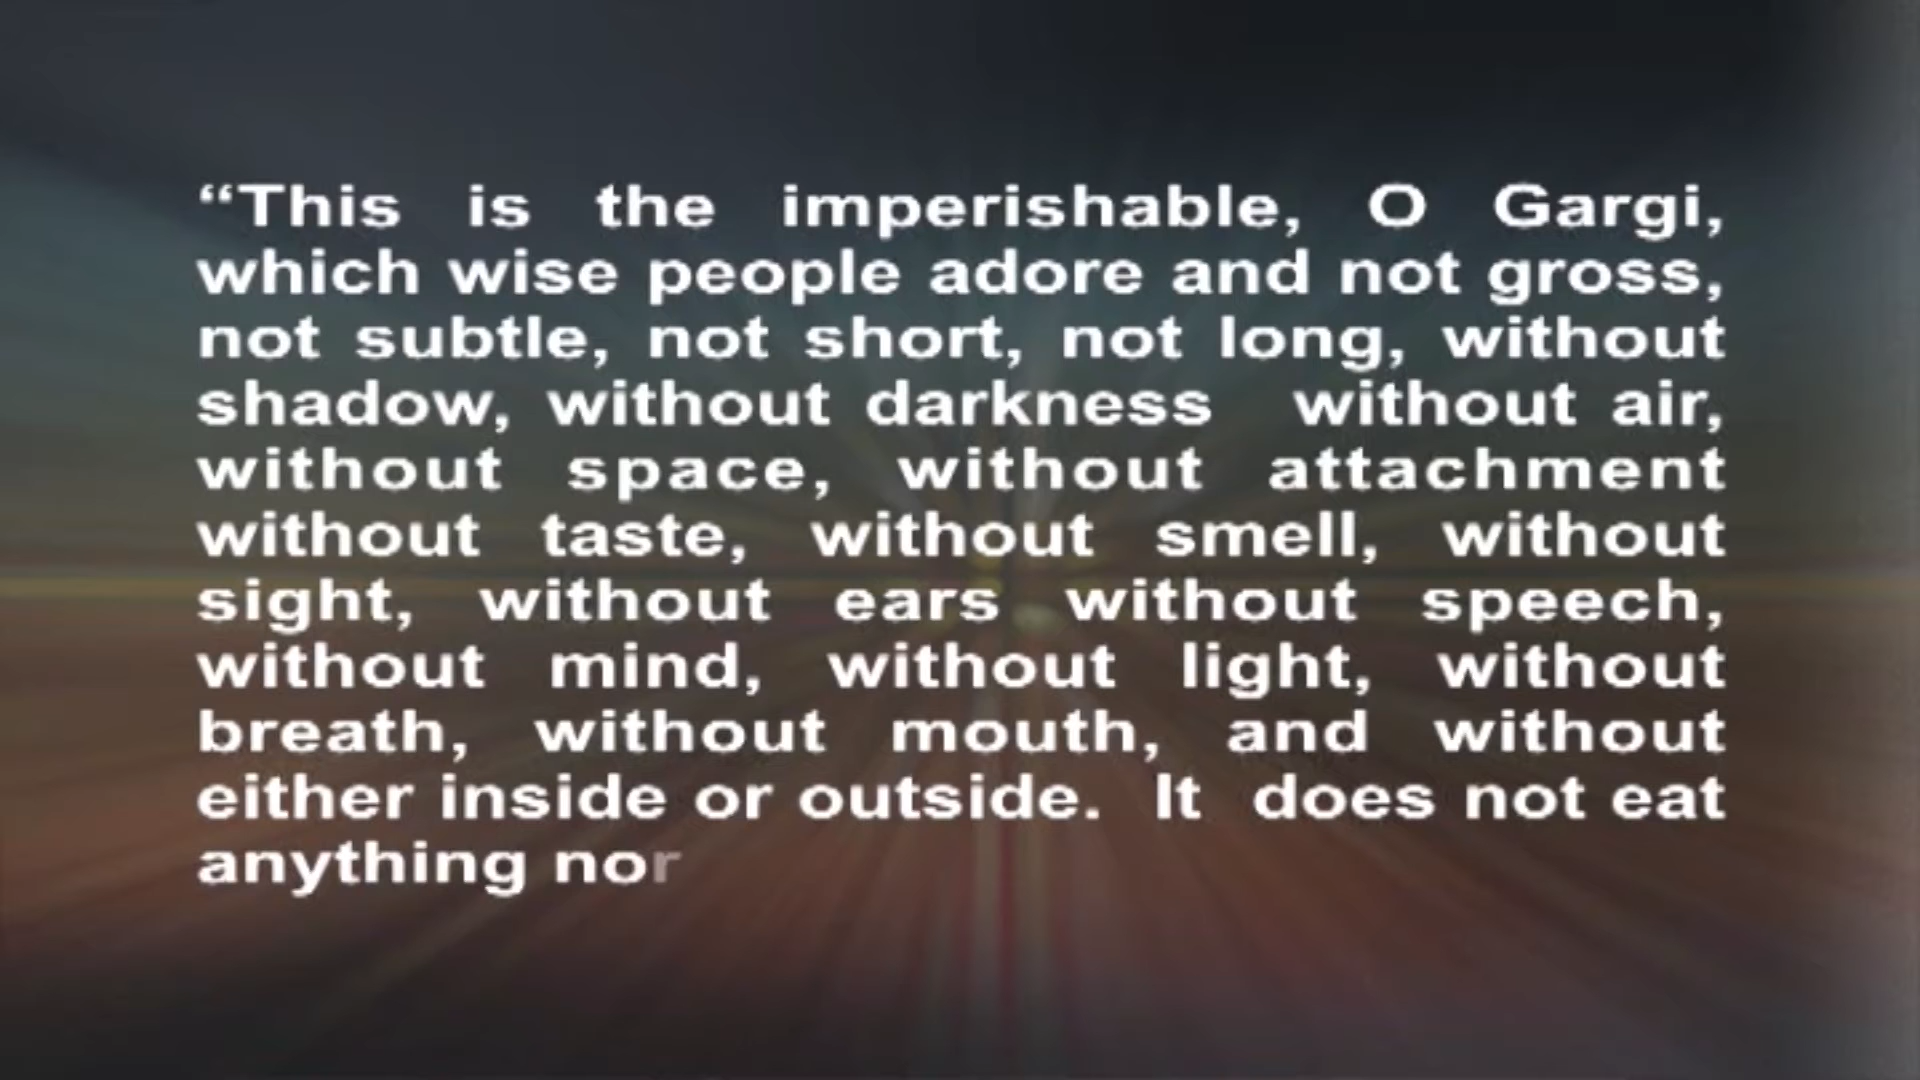 “This is the imperishable, O Gargi,
which wise people adore and not gross,
not subtle, not short, not long, without
shadow, without darkness without air,
without space, without attachment
without taste, without smell, without
sight, without ears without speech,
without mind, without light, without
breath, without mouth, and without
either inside or outside. It does not eat
anything nor